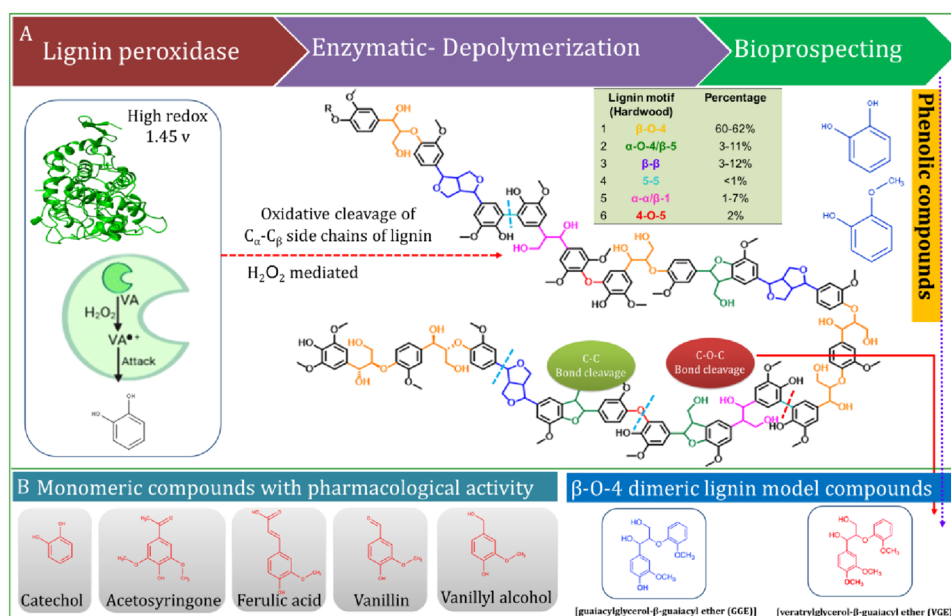 A
Lignin peroxidase
Enzymatic- Depolymerization
Bioprospecting
High redox
1.45 v
VA
H₂O₂
VA●+
Attack
OH
HO
Oxidative cleavage of
Cα-Cβ side chains of lignin
H₂O₂ mediated
Lignin motif
(Hardwood)
Percentage
1 β-O-4 60-62%
2 α-O-4/β-5 3-11%
3 β-β 3-12%
4 5-5 <1%
5 α-α/β-1 1-7%
6 4-O-5 2%
Phenolic compounds
C-C
Bond cleavage
C-O-C
Bond cleavage
B Monomeric compounds with pharmacological activity
Catechol
Acetosyringone
Ferulic acid
Vanillin
Vanillyl alcohol
β-O-4 dimeric lignin model compounds
[guaiacylglycerol-β-guaiacyl ether (GGE)]
[veratrylglycerol-β-guaiacyl ether [VGE)]